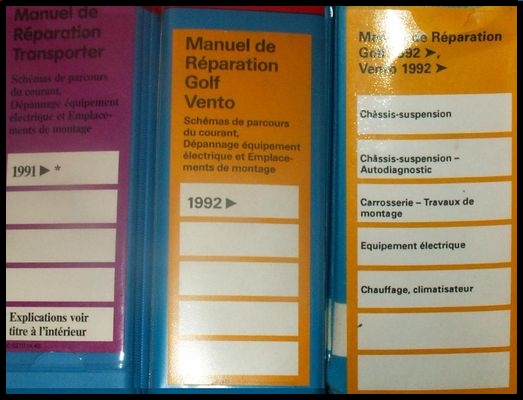 Manuel de
Réparation
Transporter
Schémas de parcours
du courant,
Dépannage équipement
électrique et Emplace-
ments de montage
1991 ► *
Explications voir
titre à l'intérieur
Manuel de
Réparation
Golf
Vento
Schémas de parcours
du courant,
Dépannage équipement
électrique et Emplace-
ments de montage
1992 ►
de Réparation
Vento 1992 ➤
Châssis-suspension
Châssis-suspension –
Autodiagnostic
Carrosserie – Travaux de
montage
Equipement électrique
Chauffage, climatisateur